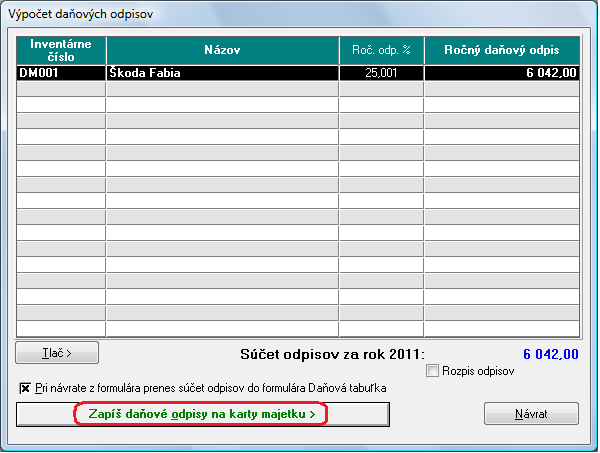 Výpočet daňových odpisov
Inventárne číslo Názov Roč. odp. % Ročný daňový odpis
DM001 Škoda Fabia 25,001 6 042,00
Tlač > Súčet odpisov za rok 2011: 6 042,00
Rozpis odpisov
Pri návrate z formulára prenes súčet odpisov do formulára Daňová tabuľka
Zapíš daňové odpisy na karty majetku > Návrat